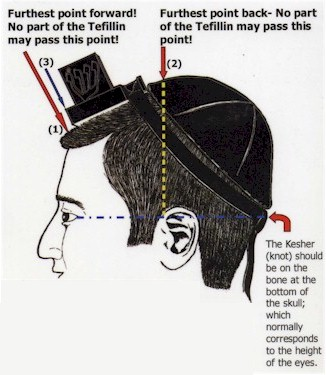 Furthest point forward!
No part of the Tefillin
may pass this point!
Furthest point back- No part
of the Tefillin may pass this
point!
(3)
(2)
(1)
The Kesher
(knot) should
be on the
bone at the
bottom of
the skull;
which
normally
corresponds
to the height
of the eyes.